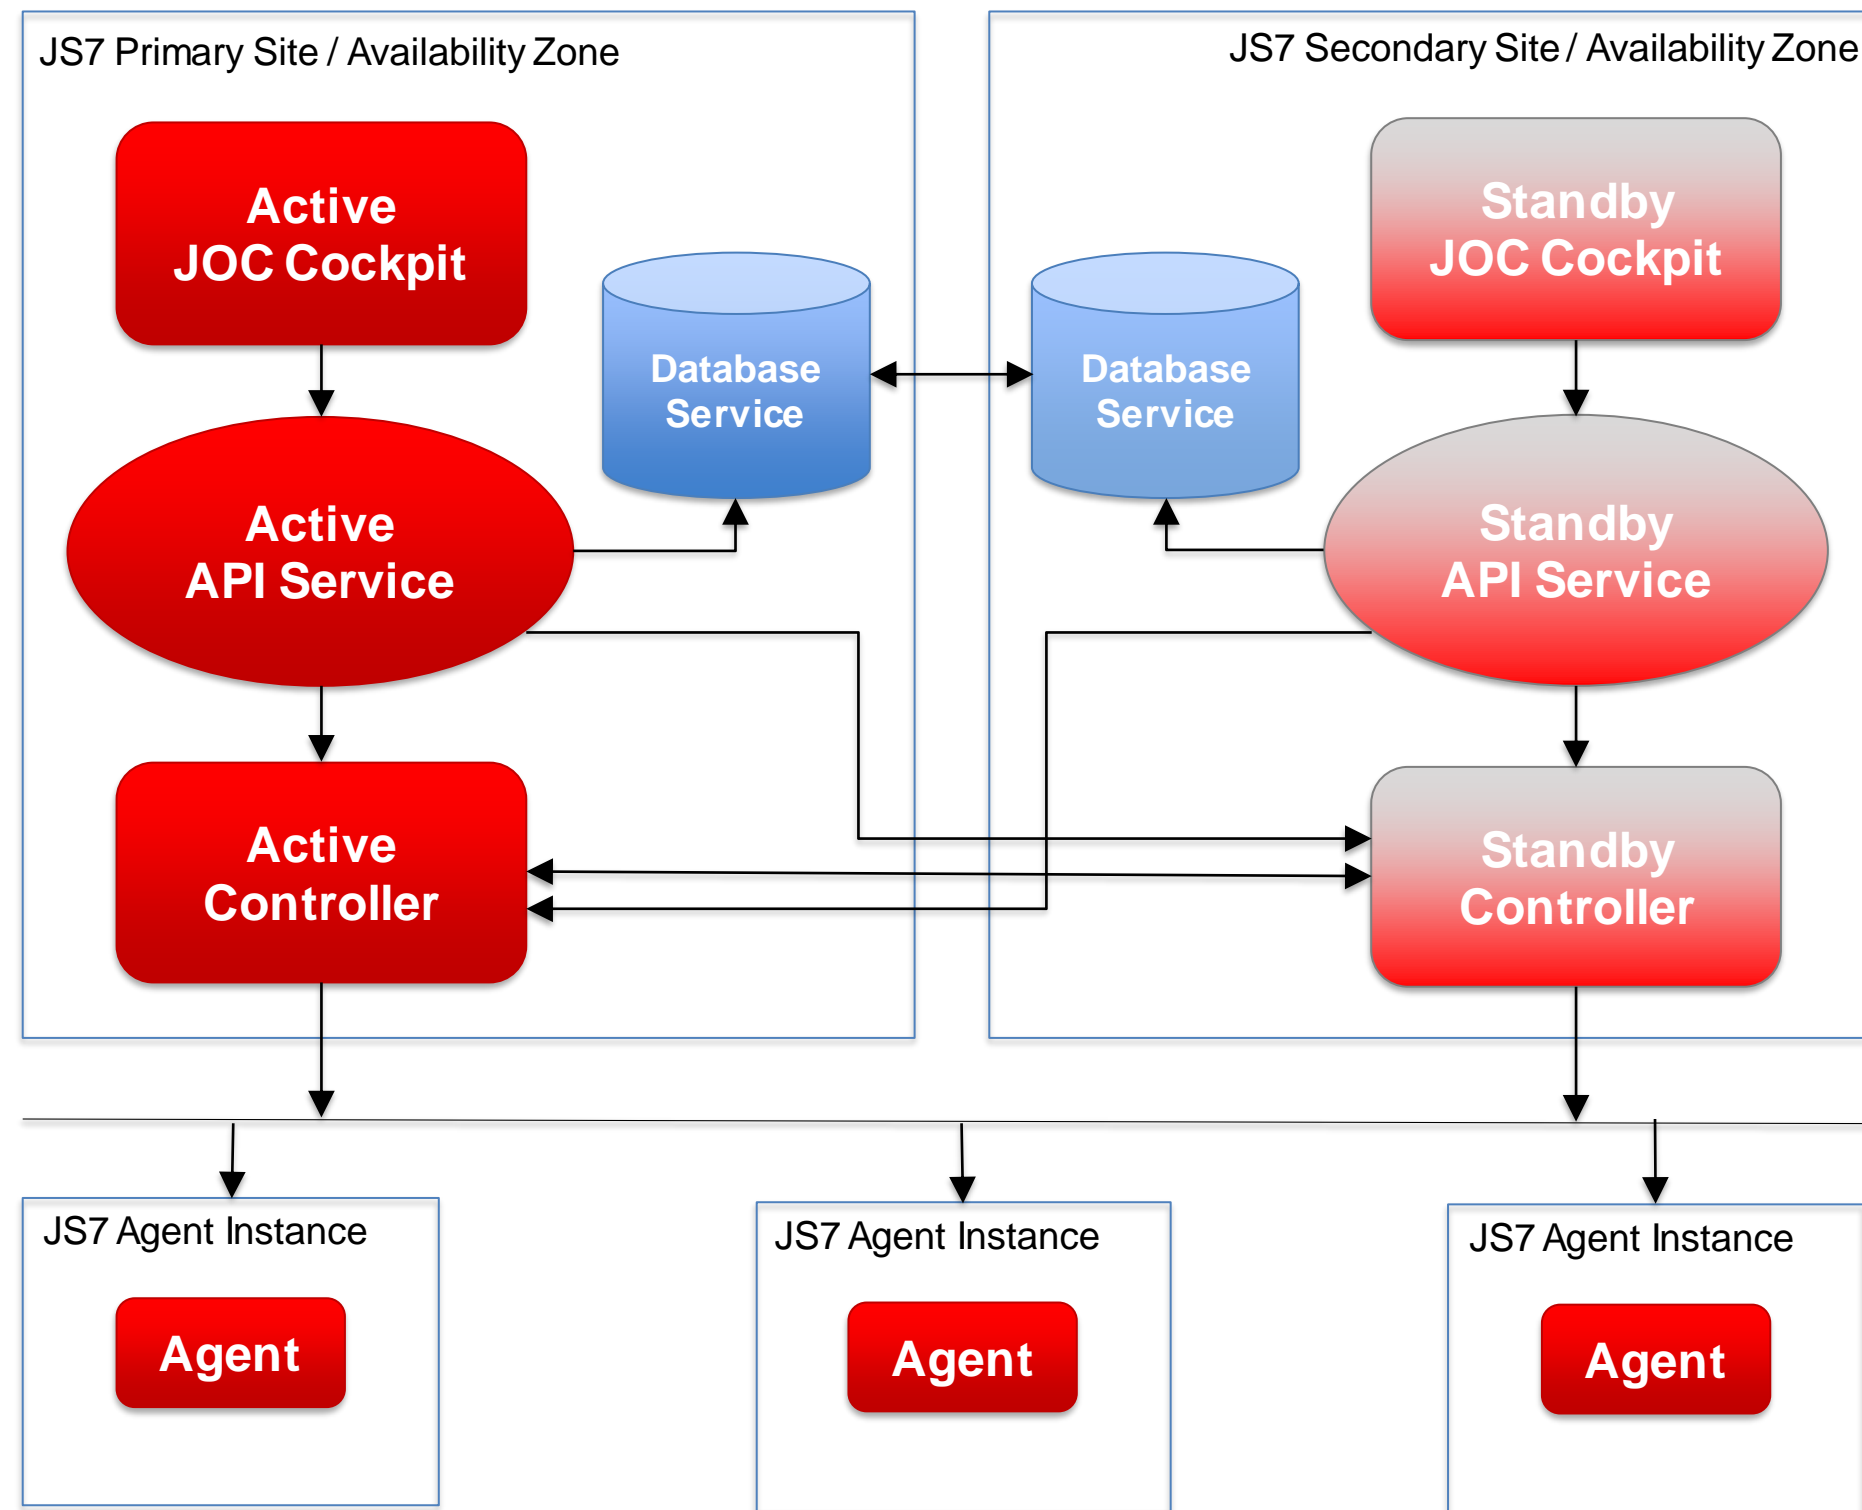 JS7 Primary Site / Availability Zone
JS7 Secondary Site / Availability Zone
Active
JOC Cockpit
Standby
JOC Cockpit
Database
Service
Database
Service
Active
API Service
Standby
API Service
Active
Controller
Standby
Controller
JS7 Agent Instance
JS7 Agent Instance
JS7 Agent Instance
Agent
Agent
Agent